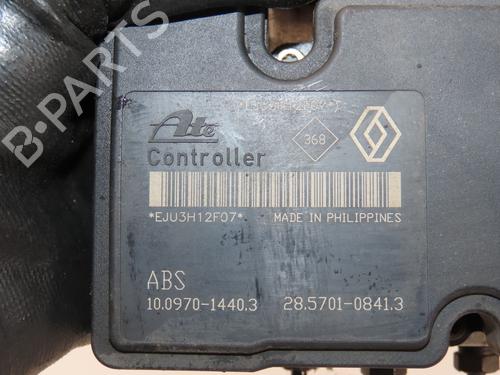 B-PARTS
Ate
368
Controller
*EJU3H12F07* MADE IN PHILIPPINES
ABS
10.0970-1440.3 28.5701-0841.3